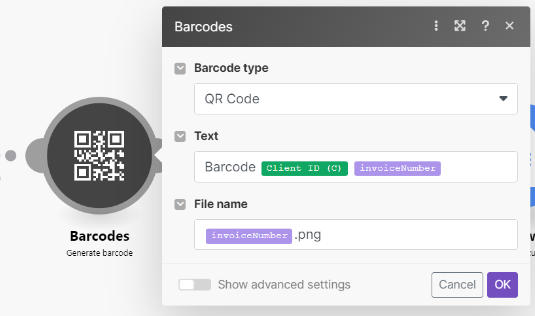 Barcodes
Barcode type
QR Code
Text
Barcode Client ID (C) invoiceNumber
File name
invoiceNumber .png
Barcodes
Generate barcode
Show advanced settings
Cancel OK